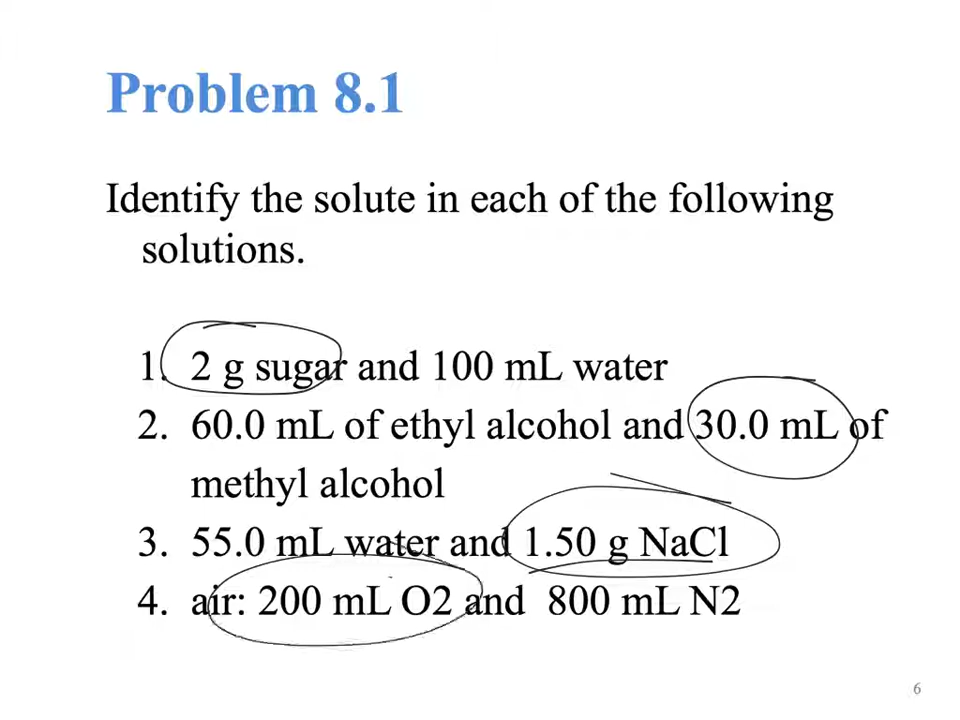 Problem 8.1
Identify the solute in each of the following
solutions.
1. 2 g sugar and 100 mL water
2. 60.0 mL of ethyl alcohol and 30.0 mL of
methyl alcohol
3. 55.0 mL water and 1.50 g NaCl
4. air: 200 mL O2 and 800 mL N2
6